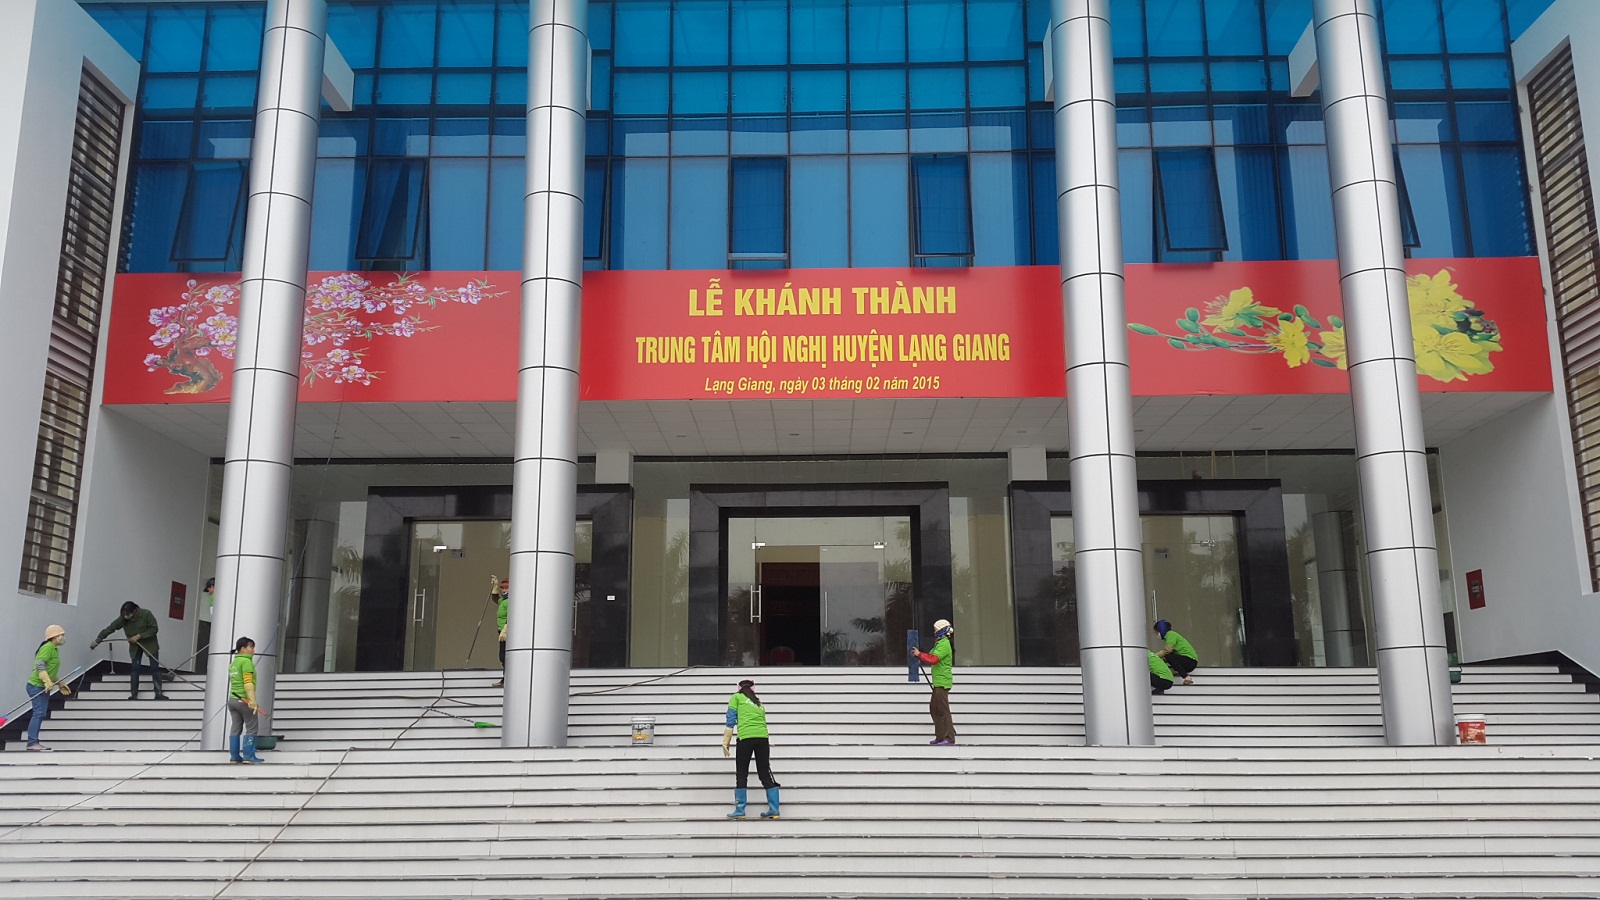 LỄ KHÁNH THÀNH
TRUNG TÂM HỘI NGHỊ HUYỆN LẠNG GIANG
Lạng Giang, ngày 03 tháng 02 năm 2015